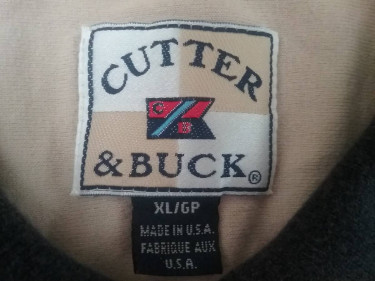 CUTTER
C
B
& BUCK®
XL/GP
MADE IN U.S.A.
FABRIQUE AUX
U.S.A.